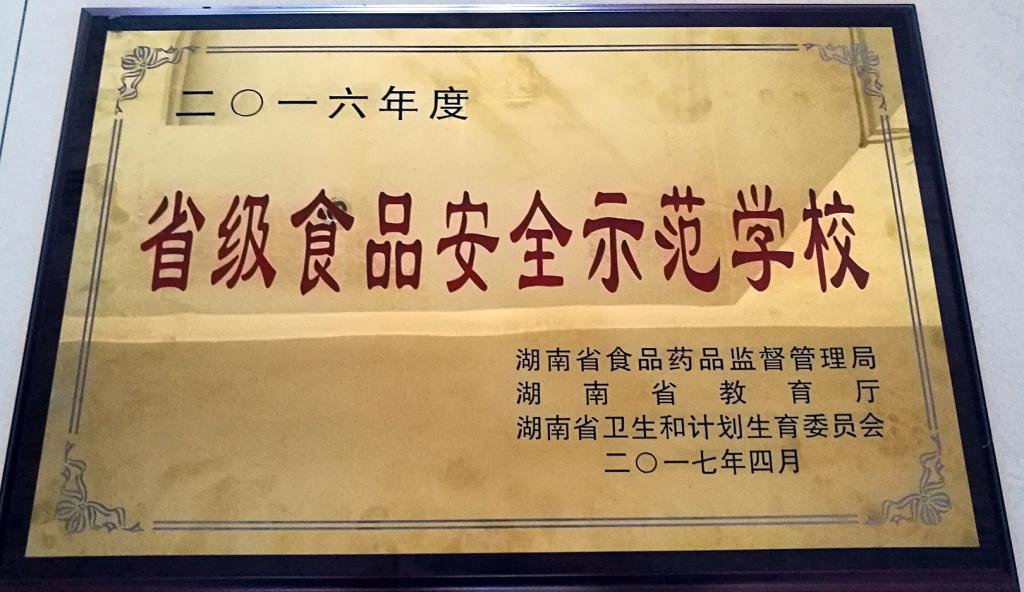 二〇一六年度
省级食品安全示范学校
湖南省食品药品监督管理局
湖南省教育厅
湖南省卫生和计划生育委员会
二〇一七年四月